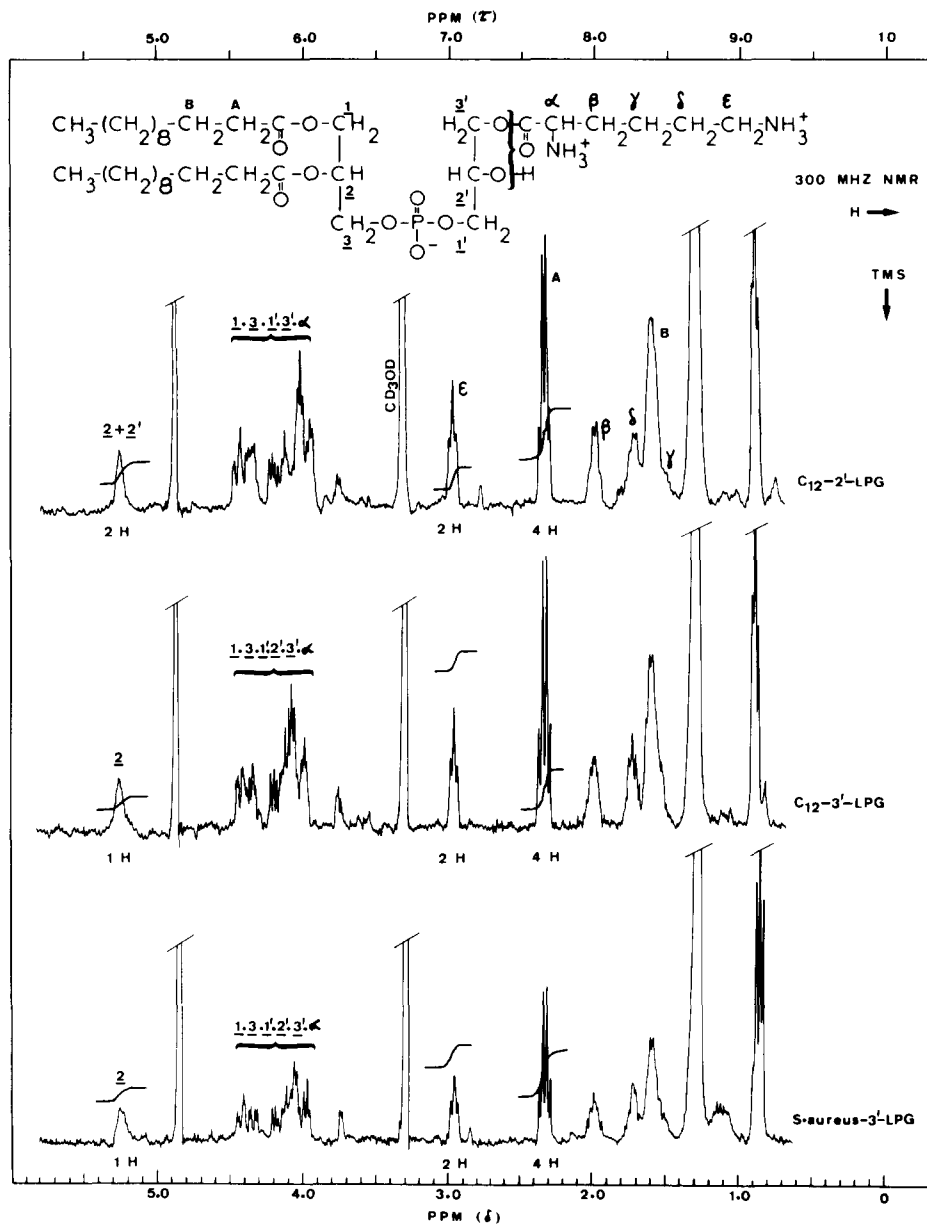 PPM (τ)
5.0 6.0 7.0 8.0 9.0 10
B A 1 3' α β γ δ ε
CH3-(CH2)8-CH2-CH2-C-O-CH2 H2C-O-C-CH-CH2-CH2-CH2-CH2-NH3+
O O NH3+
CH3-(CH2)8-CH2-CH2-C-O-CH HC-OH
O 2 2'
O
CH2-O-P-O-CH2
3 O- 1'
300 MHZ NMR
H
TMS
1.3.1'.3'.α
A
B
CD3OD
ε
2+2'
β
δ
γ
C12-2'-LPG
2 H 2 H 4 H
1.3.1'.2'.3'.α
2
C12-3'-LPG
1 H 2 H 4 H
1.3.1'.2'.3'.α
2
S.aureus-3'-LPG
1 H 2 H 4 H
5.0 4.0 3.0 2.0 1.0 0
PPM (δ)